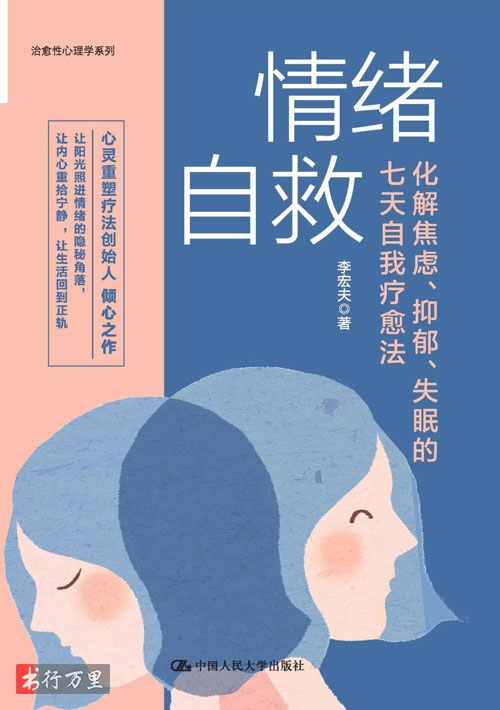 治愈性心理学系列
情绪
自救
化解焦虑、抑郁、失眠的
七天自我疗愈法
李宏夫◎著
心灵重塑疗法创始人 倾心之作
让阳光照进情绪的隐秘角落，
让内心重拾宁静，让生活回到正轨
中国人民大学出版社
书行万里